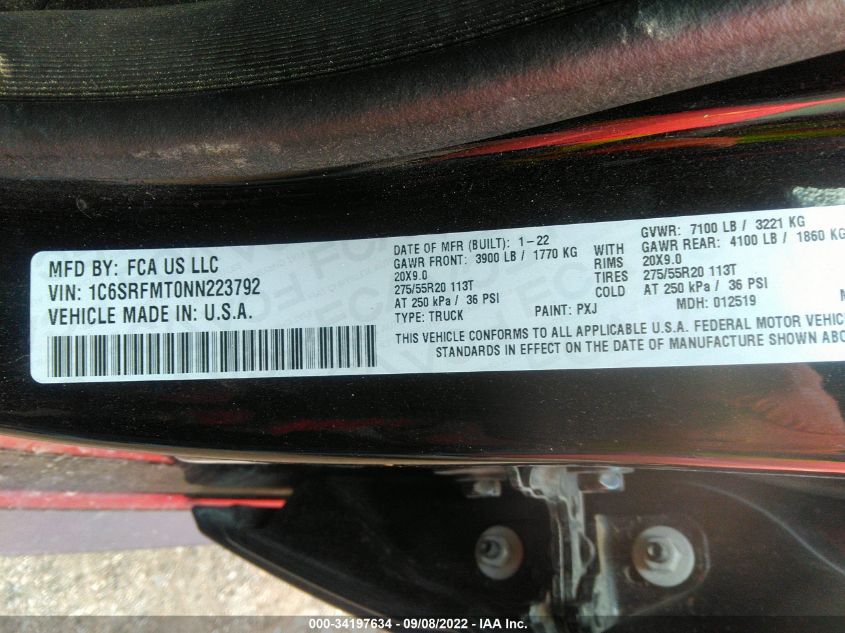 MFD BY: FCA US LLC
VIN: 1C6SRFMT0NN223792
VEHICLE MADE IN: U.S.A.
DATE OF MFR (BUILT): 1-22 GVWR: 7100 LB / 3221 KG
GAWR FRONT: 3900 LB / 1770 KG WITH GAWR REAR: 4100 LB / 1860 KG
20X9.0 RIMS 20X9.0
275/55R20 113T TIRES 275/55R20 113T
AT 250 kPa / 36 PSI COLD AT 250 kPa / 36 PSI
TYPE: TRUCK PAINT: PXJ MDH: 012519
THIS VEHICLE CONFORMS TO ALL APPLICABLE U.S.A. FEDERAL MOTOR VEHIC
STANDARDS IN EFFECT ON THE DATE OF MANUFACTURE SHOWN ABO
000-34197634 - 09/08/2022 - IAA Inc.